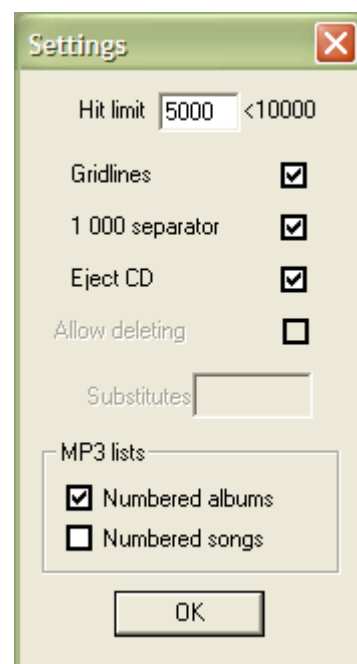 Settings
Hit limit 5000 <10000
Gridlines
1 000 separator
Eject CD
Allow deleting
Substitutes
MP3 lists
Numbered albums
Numbered songs
OK